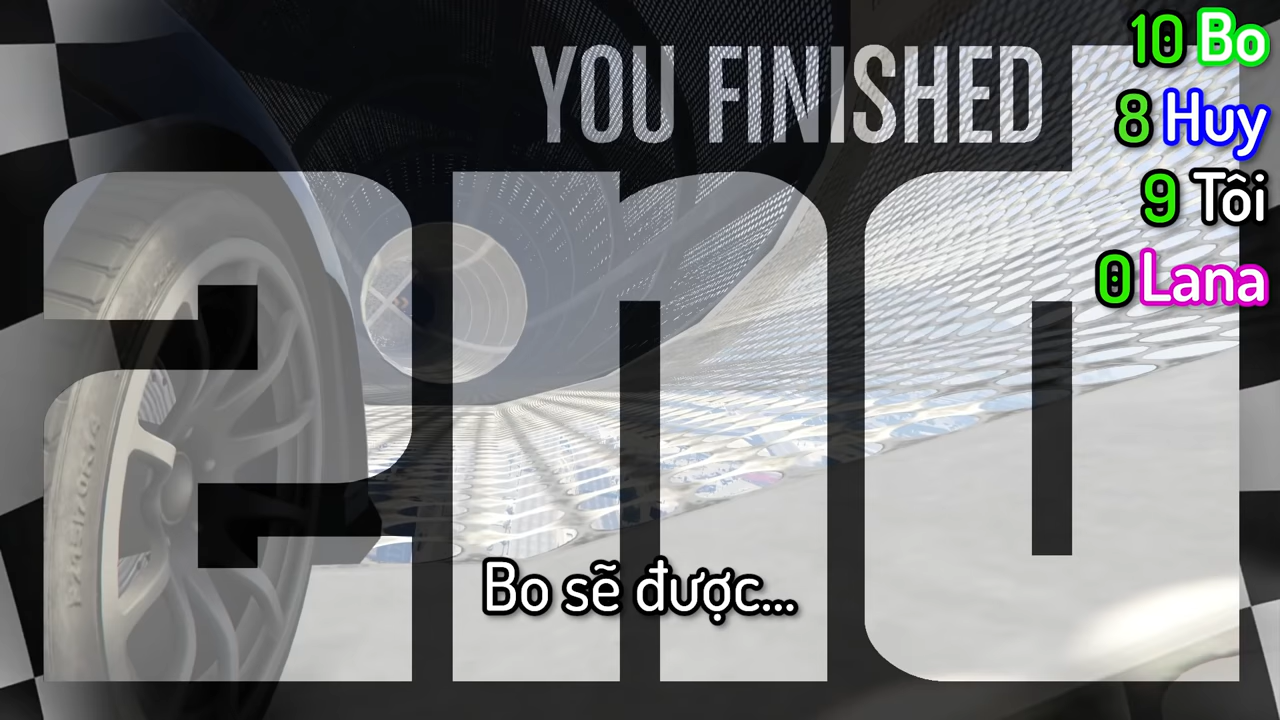 YOU FINISHED
2nd
10 Bo
8 Huy
9 Tôi
0 Lana
Bo sẽ được...